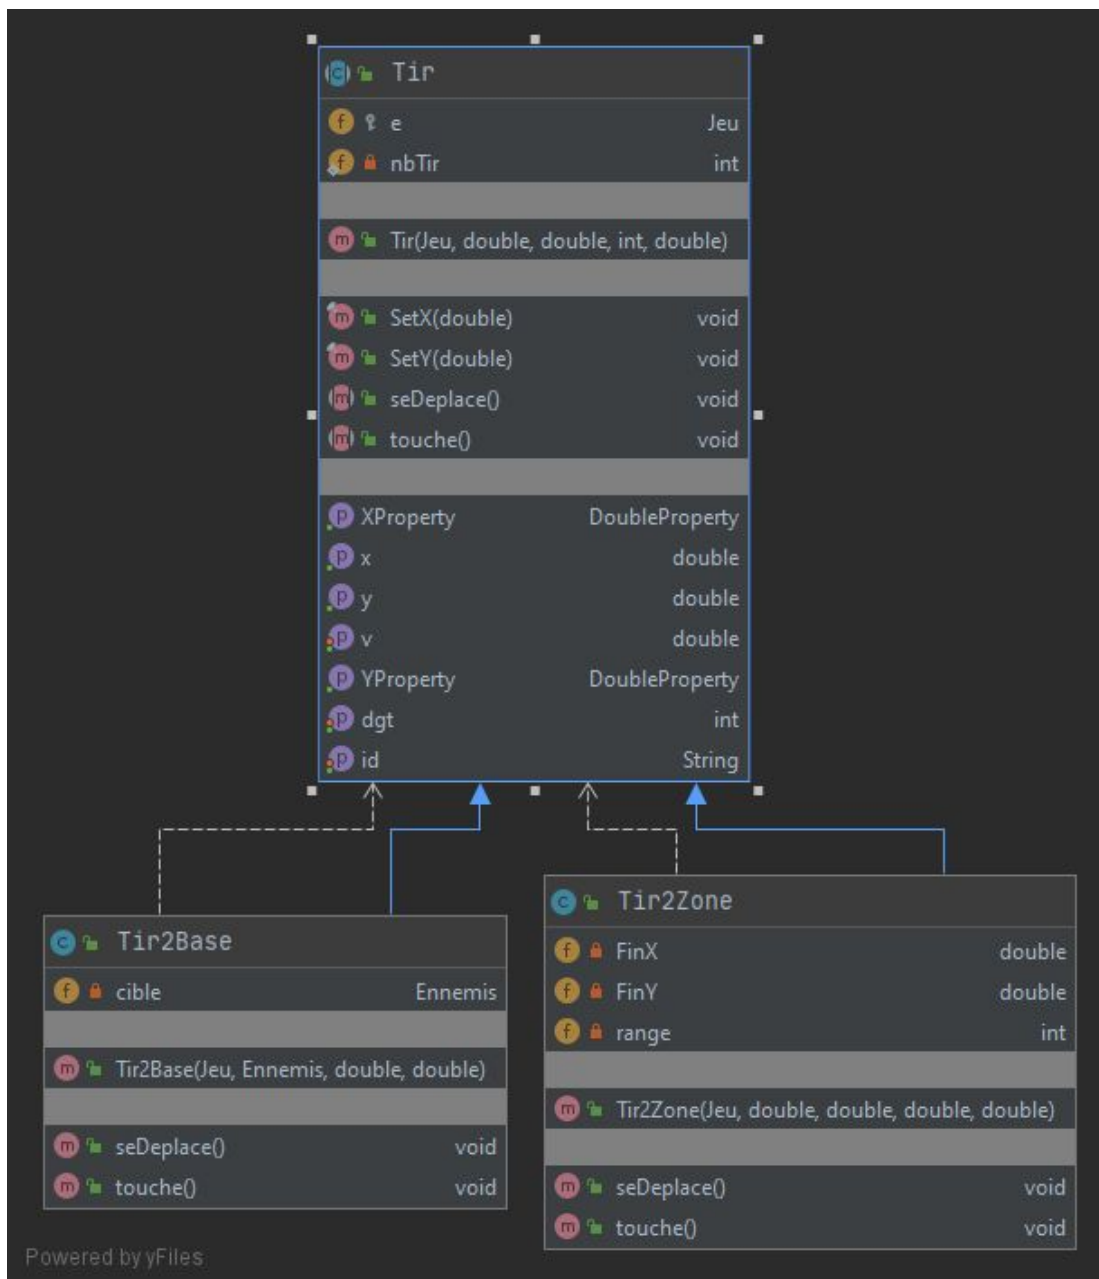 Tir
e Jeu
nbTir int
Tir(Jeu, double, double, int, double)
SetX(double) void
SetY(double) void
seDeplace() void
touche() void
XProperty DoubleProperty
x double
y double
v double
YProperty DoubleProperty
dgt int
id String
Tir2Base
cible Ennemis
Tir2Base(Jeu, Ennemis, double, double)
seDeplace() void
touche() void
Tir2Zone
FinX double
FinY double
range int
Tir2Zone(Jeu, double, double, double, double)
seDeplace() void
touche() void
Powered by yFiles